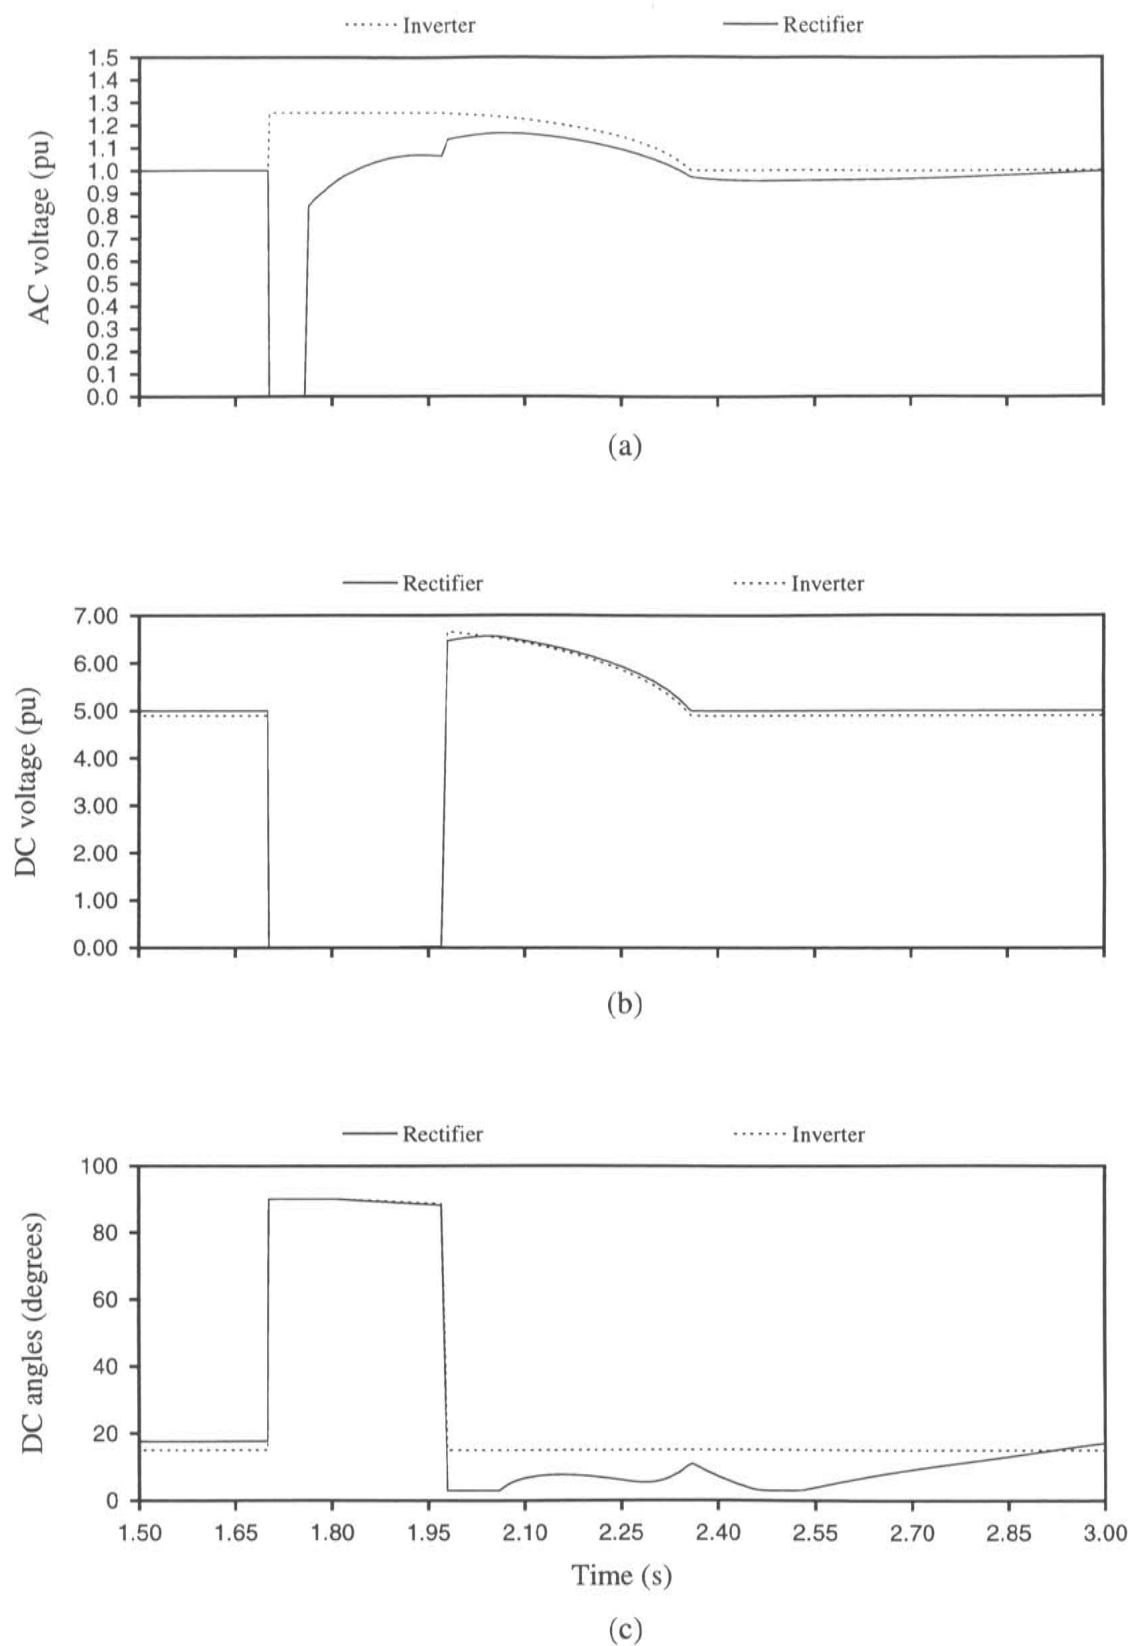 Inverter Rectifier
AC voltage (pu)
1.5
1.4
1.3
1.2
1.1
1.0
0.9
0.8
0.7
0.6
0.5
0.4
0.3
0.2
0.1
0.0
(a)
Rectifier Inverter
DC voltage (pu)
7.00
6.00
5.00
4.00
3.00
2.00
1.00
0.00
(b)
Rectifier Inverter
DC angles (degrees)
100
80
60
40
20
0
1.50 1.65 1.80 1.95 2.10 2.25 2.40 2.55 2.70 2.85 3.00
Time (s)
(c)